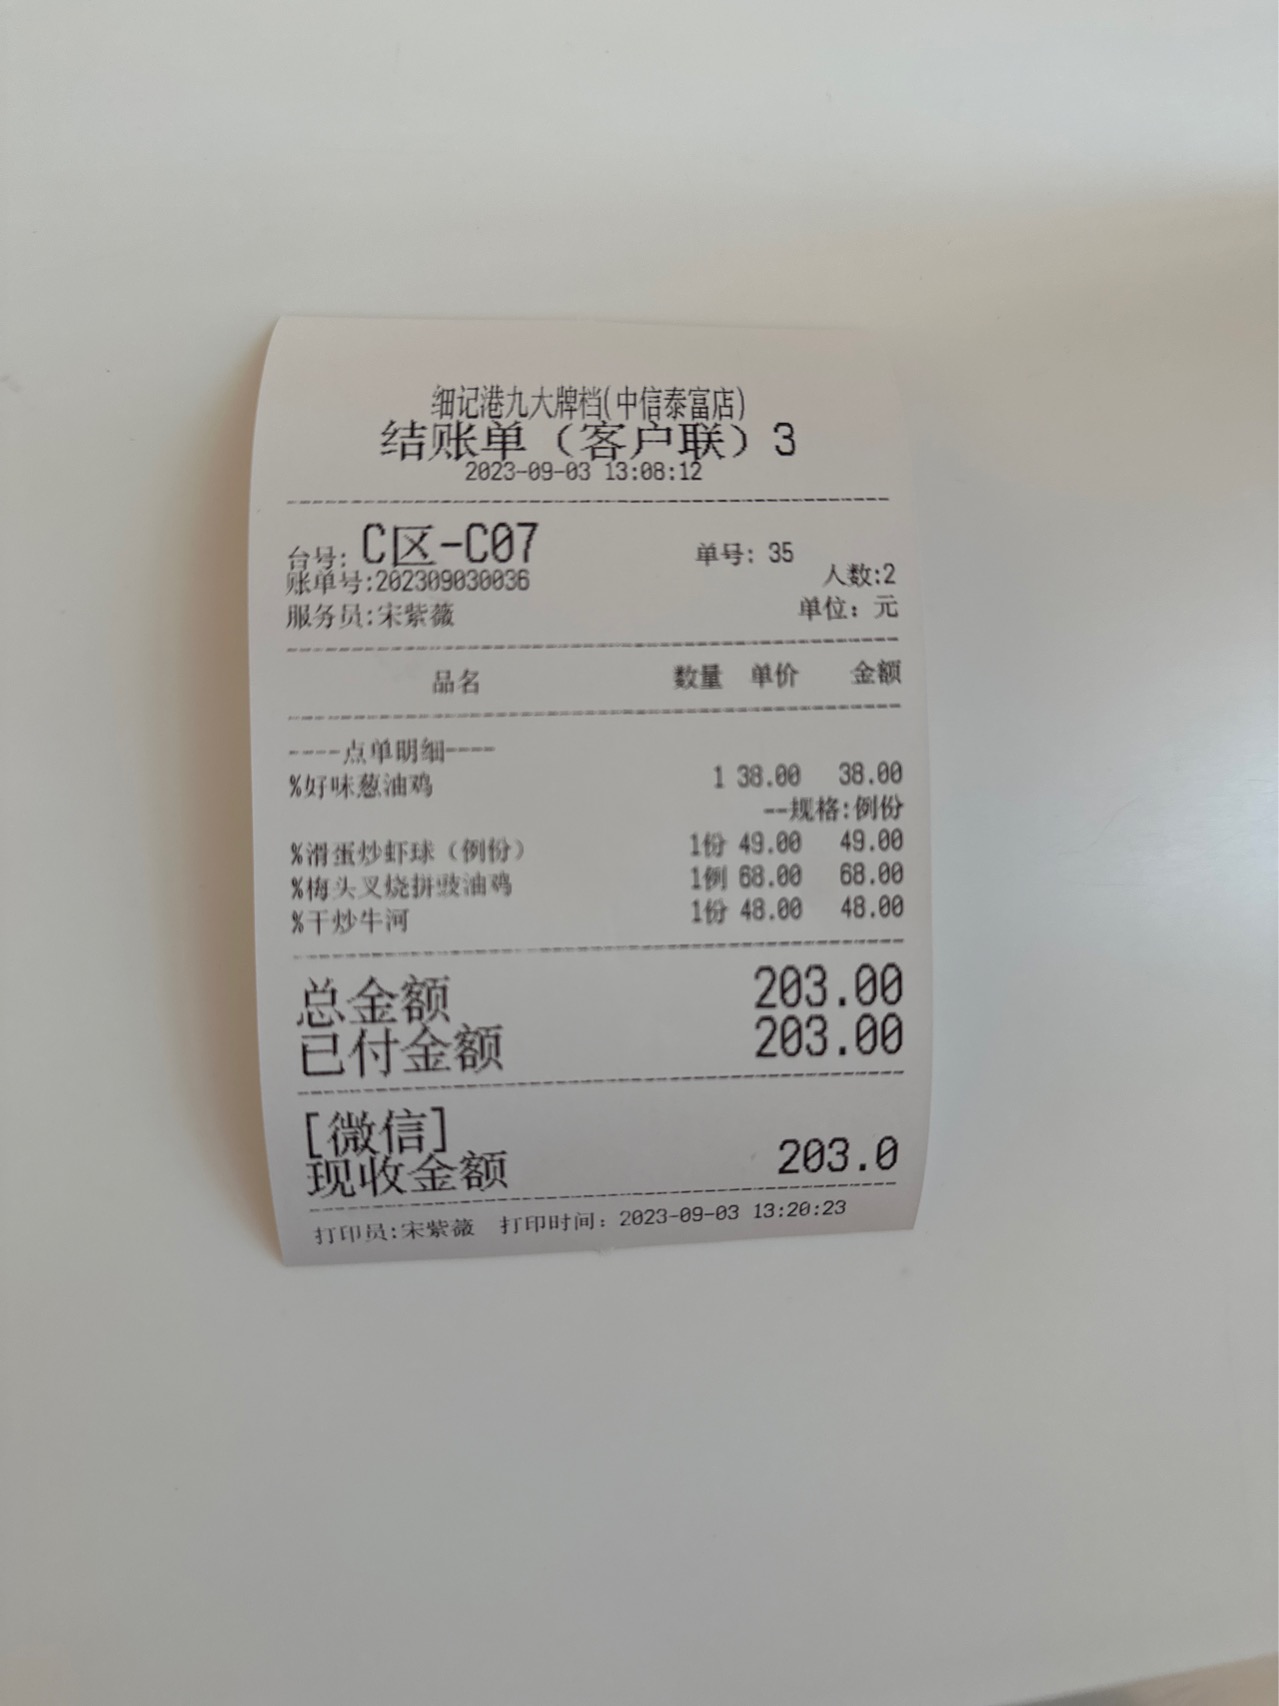 细记港九大牌档(中信泰富店)
结账单（客户联）3
2023-09-03 13:08:12
台号: C区-C07 单号: 35
账单号:202309030036 人数:2
服务员:宋紫薇 单位: 元
品名 数量 单价 金额
----点单明细----
%好味葱油鸡 1 38.00 38.00
--规格:例份
%滑蛋炒虾球（例份） 1份 49.00 49.00
%梅头叉烧拼豉油鸡 1例 68.00 68.00
%干炒牛河 1份 48.00 48.00
总金额 203.00
已付金额 203.00
[微信]
现收金额 203.0
打印员:宋紫薇 打印时间: 2023-09-03 13:20:23